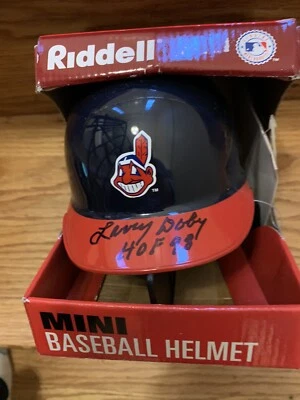 Riddell
Larry Doby
HOF 98
MINI
BASEBALL HELMET